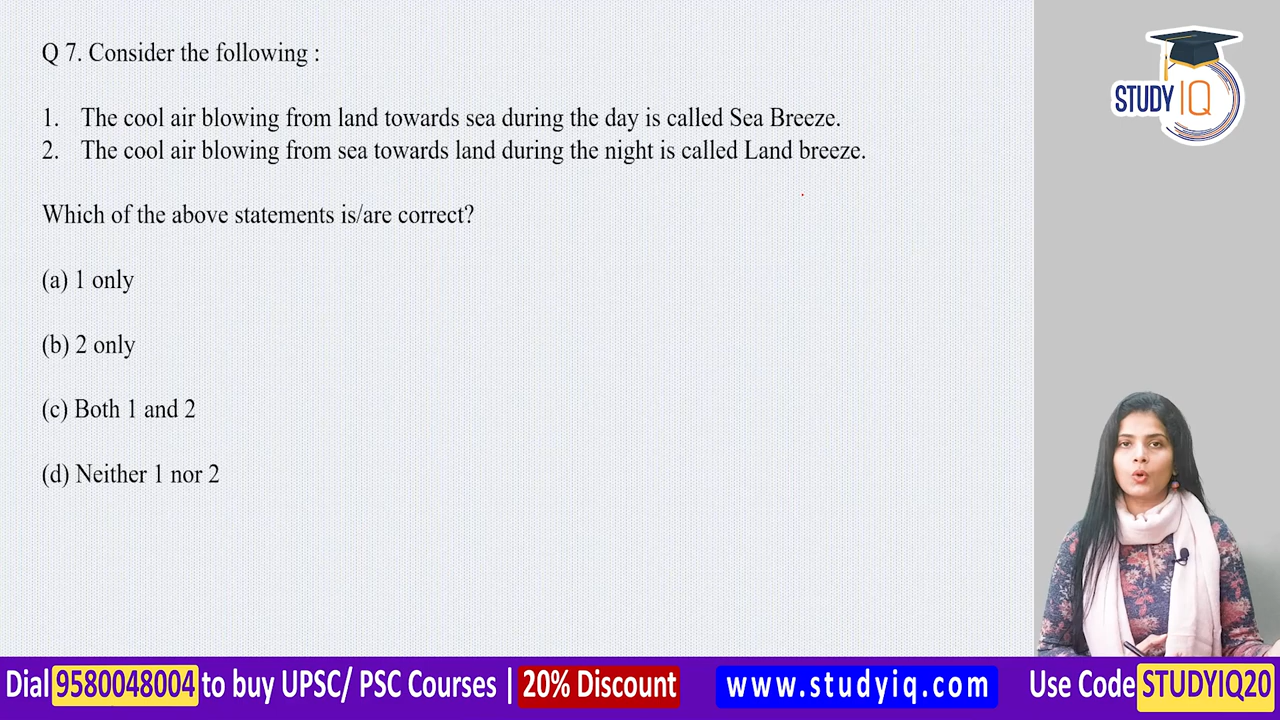 Q 7. Consider the following :
1. The cool air blowing from land towards sea during the day is called Sea Breeze.
2. The cool air blowing from sea towards land during the night is called Land breeze.
Which of the above statements is/are correct?
(a) 1 only
(b) 2 only
(c) Both 1 and 2
(d) Neither 1 nor 2
STUDY IQ
Dial 9580048004 to buy UPSC/ PSC Courses | 20% Discount www.studyiq.com Use Code STUDYIQ20